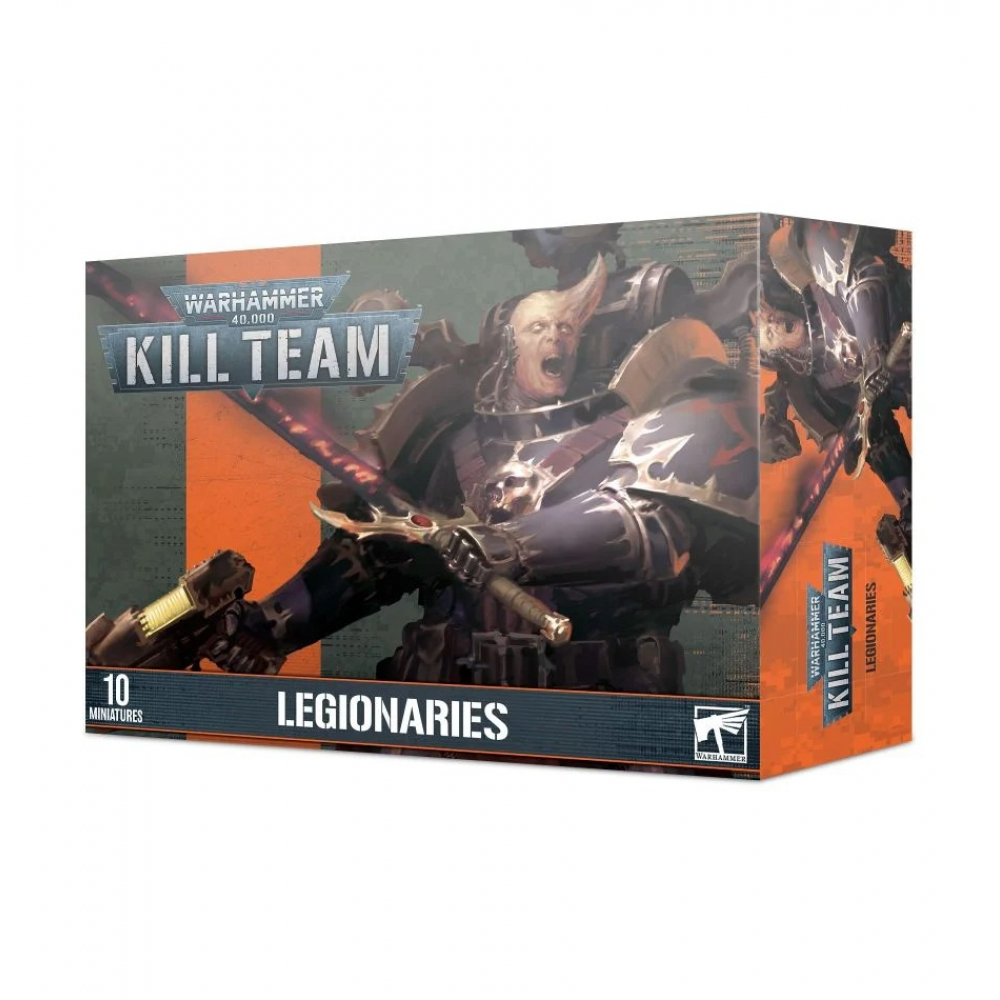 WARHAMMER
40,000
KILL TEAM
10
MINIATURES
LEGIONARIES
WARHAMMER
WARHAMMER
40,000
KILL TEAM
LEGIONARIES